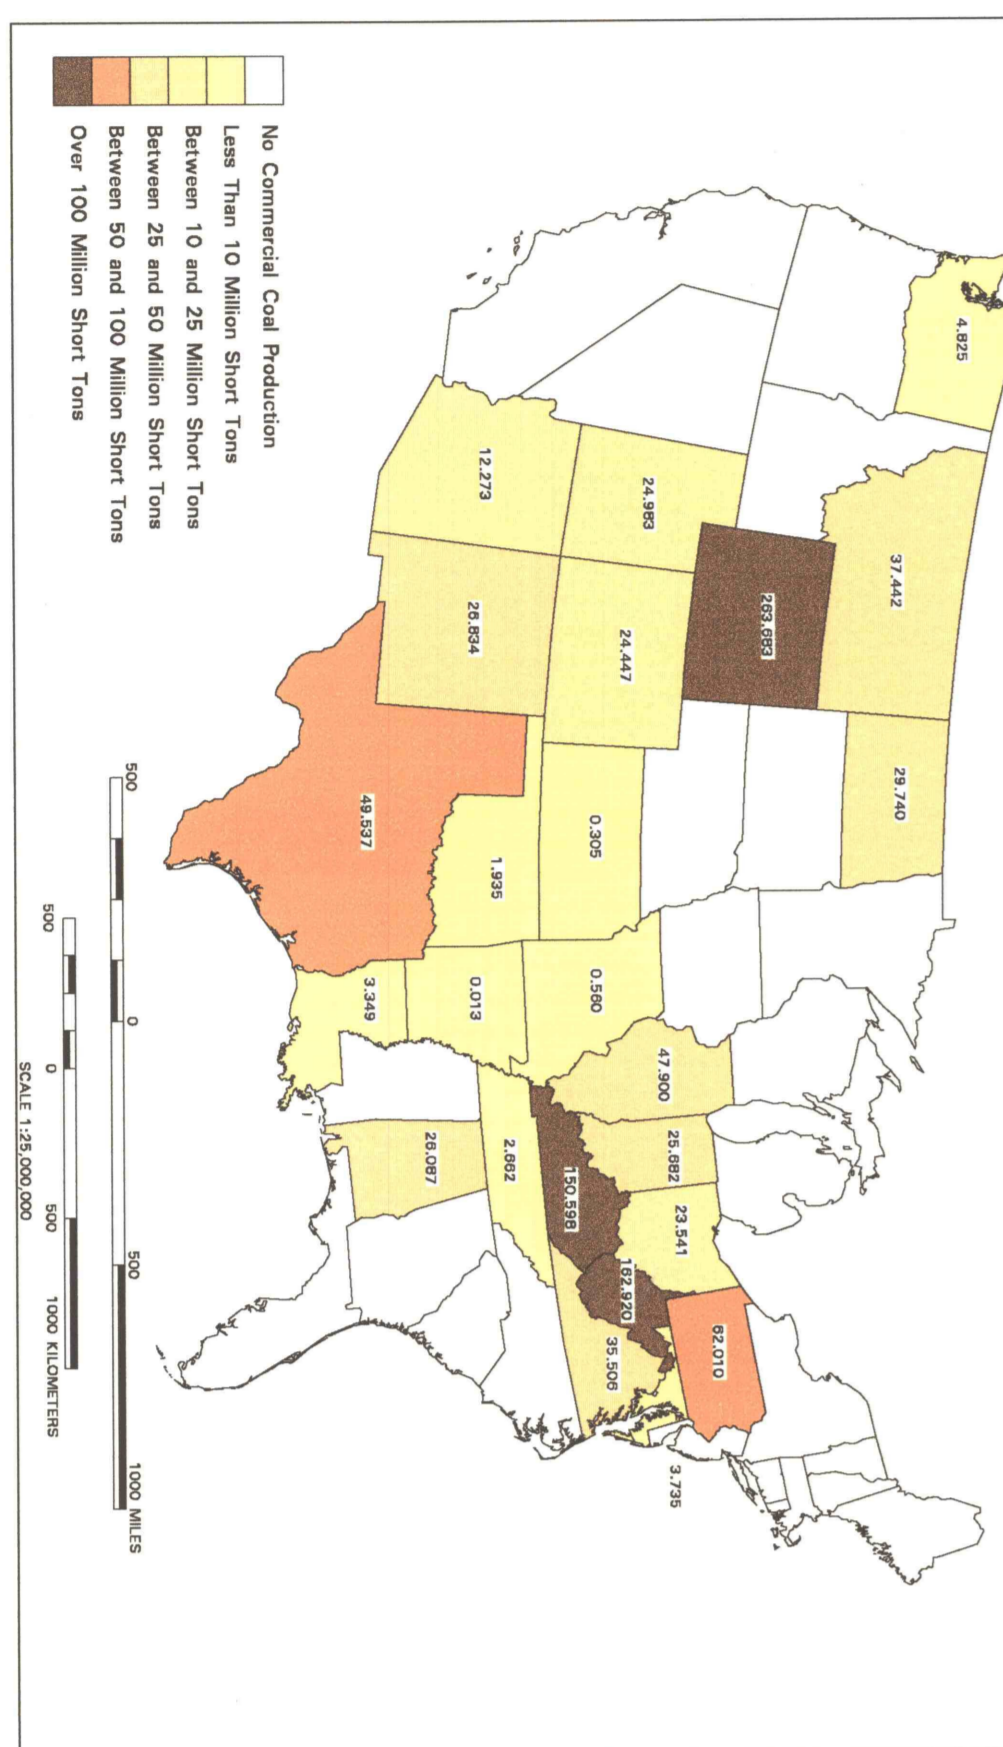 4.825
37.442
29.740
263.683
24.983
24.447
12.273
26.834
49.537
0.305
1.935
0.560
0.013
3.349
47.900
25.682
23.541
62.010
3.735
150.598
162.920
35.506
2.662
26.087
No Commercial Coal Production
Less Than 10 Million Short Tons
Between 10 and 25 Million Short Tons
Between 25 and 50 Million Short Tons
Between 50 and 100 Million Short Tons
Over 100 Million Short Tons
500 0 500 1000 MILES
500 0 500 1000 KILOMETERS
SCALE 1:25,000,000